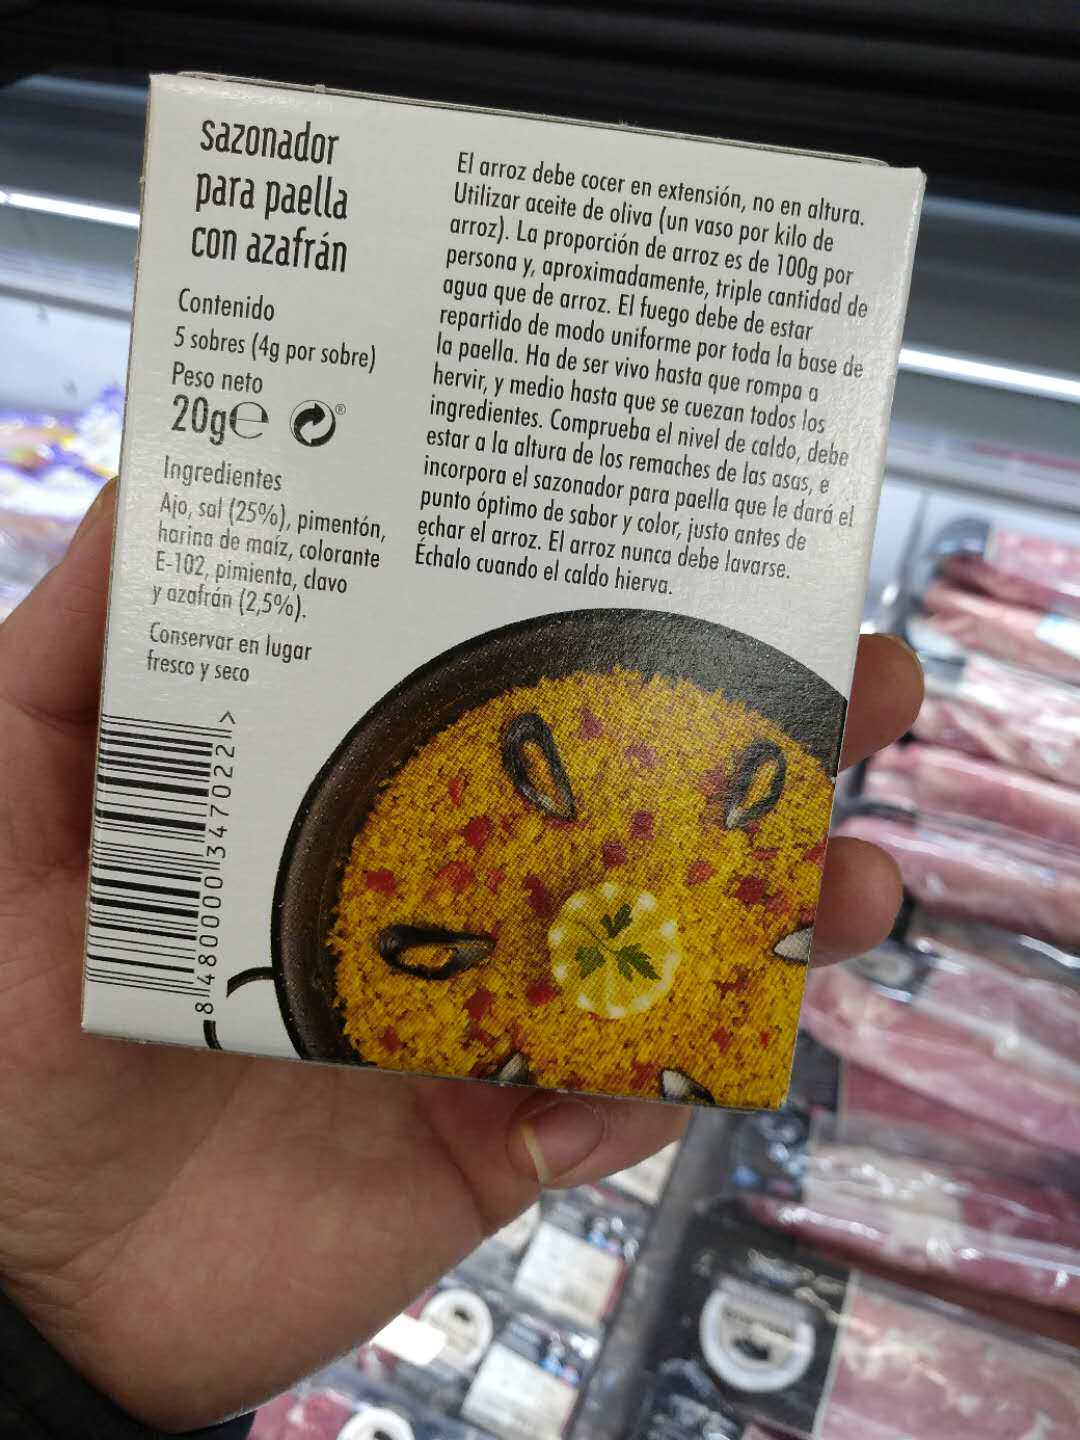 sazonador
para paella
con azafrán
Contenido
5 sobres (4g por sobre)
Peso neto
20g℮ ®
Ingredientes
Ajo, sal (25%), pimentón,
harina de maíz, colorante
E-102, pimienta, clavo
y azafrán (2,5%).
Conservar en lugar
fresco y seco
8 480000 347022 >
El arroz debe cocer en extensión, no en altura.
Utilizar aceite de oliva (un vaso por kilo de
arroz). La proporción de arroz es de 100g por
persona y, aproximadamente, triple cantidad de
agua que de arroz. El fuego debe de estar
repartido de modo uniforme por toda la base de
la paella. Ha de ser vivo hasta que rompa a
hervir, y medio hasta que se cuezan todos los
ingredientes. Comprueba el nivel de caldo, debe
estar a la altura de los remaches de las asas, e
incorpora el sazonador para paella que le dará el
punto óptimo de sabor y color, justo antes de
echar el arroz. El arroz nunca debe lavarse.
Échalo cuando el caldo hierva.